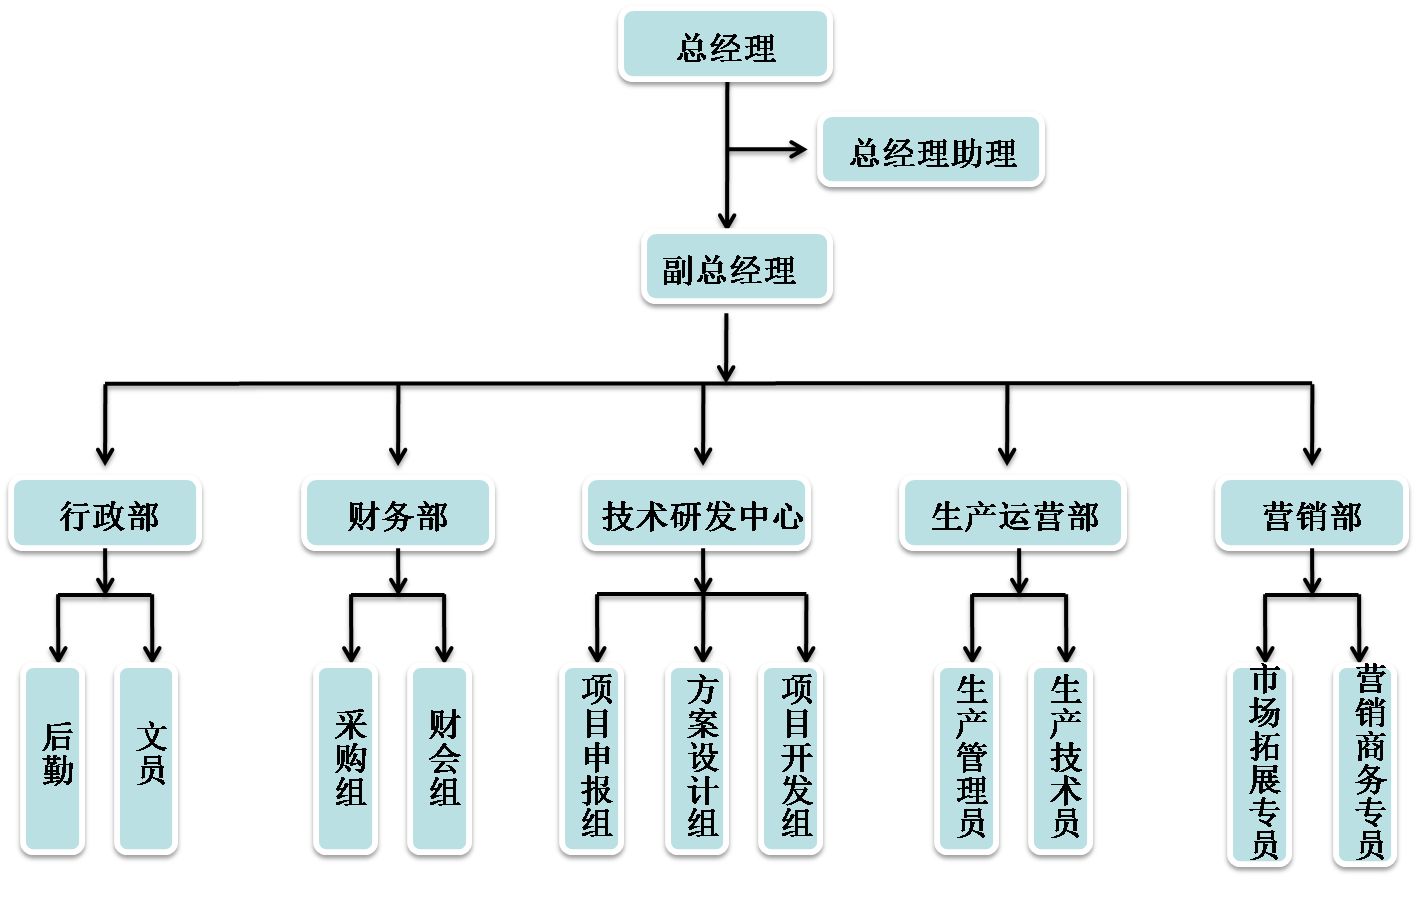 总经理
总经理助理
副总经理
行政部
财务部
技术研发中心
生产运营部
营销部
后勤
文员
采购组
财会组
项目申报组
方案设计组
项目开发组
生产管理员
生产技术员
市场拓展专员
营销商务专员